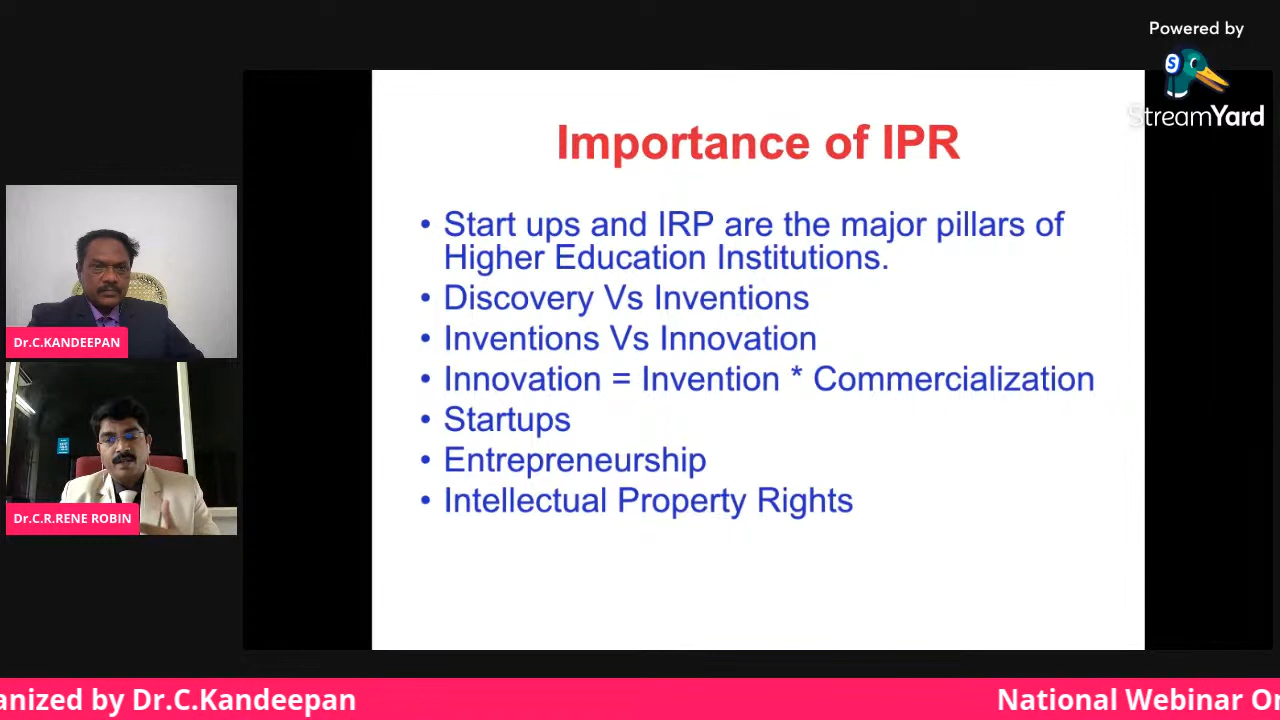 Powered by
StreamYard
Importance of IPR
• Start ups and IRP are the major pillars of
Higher Education Institutions.
• Discovery Vs Inventions
• Inventions Vs Innovation
• Innovation = Invention * Commercialization
• Startups
• Entrepreneurship
• Intellectual Property Rights
Dr.C.KANDEEPAN
Dr.C.R.RENE ROBIN
anized by Dr.C.Kandeepan
National Webinar Or